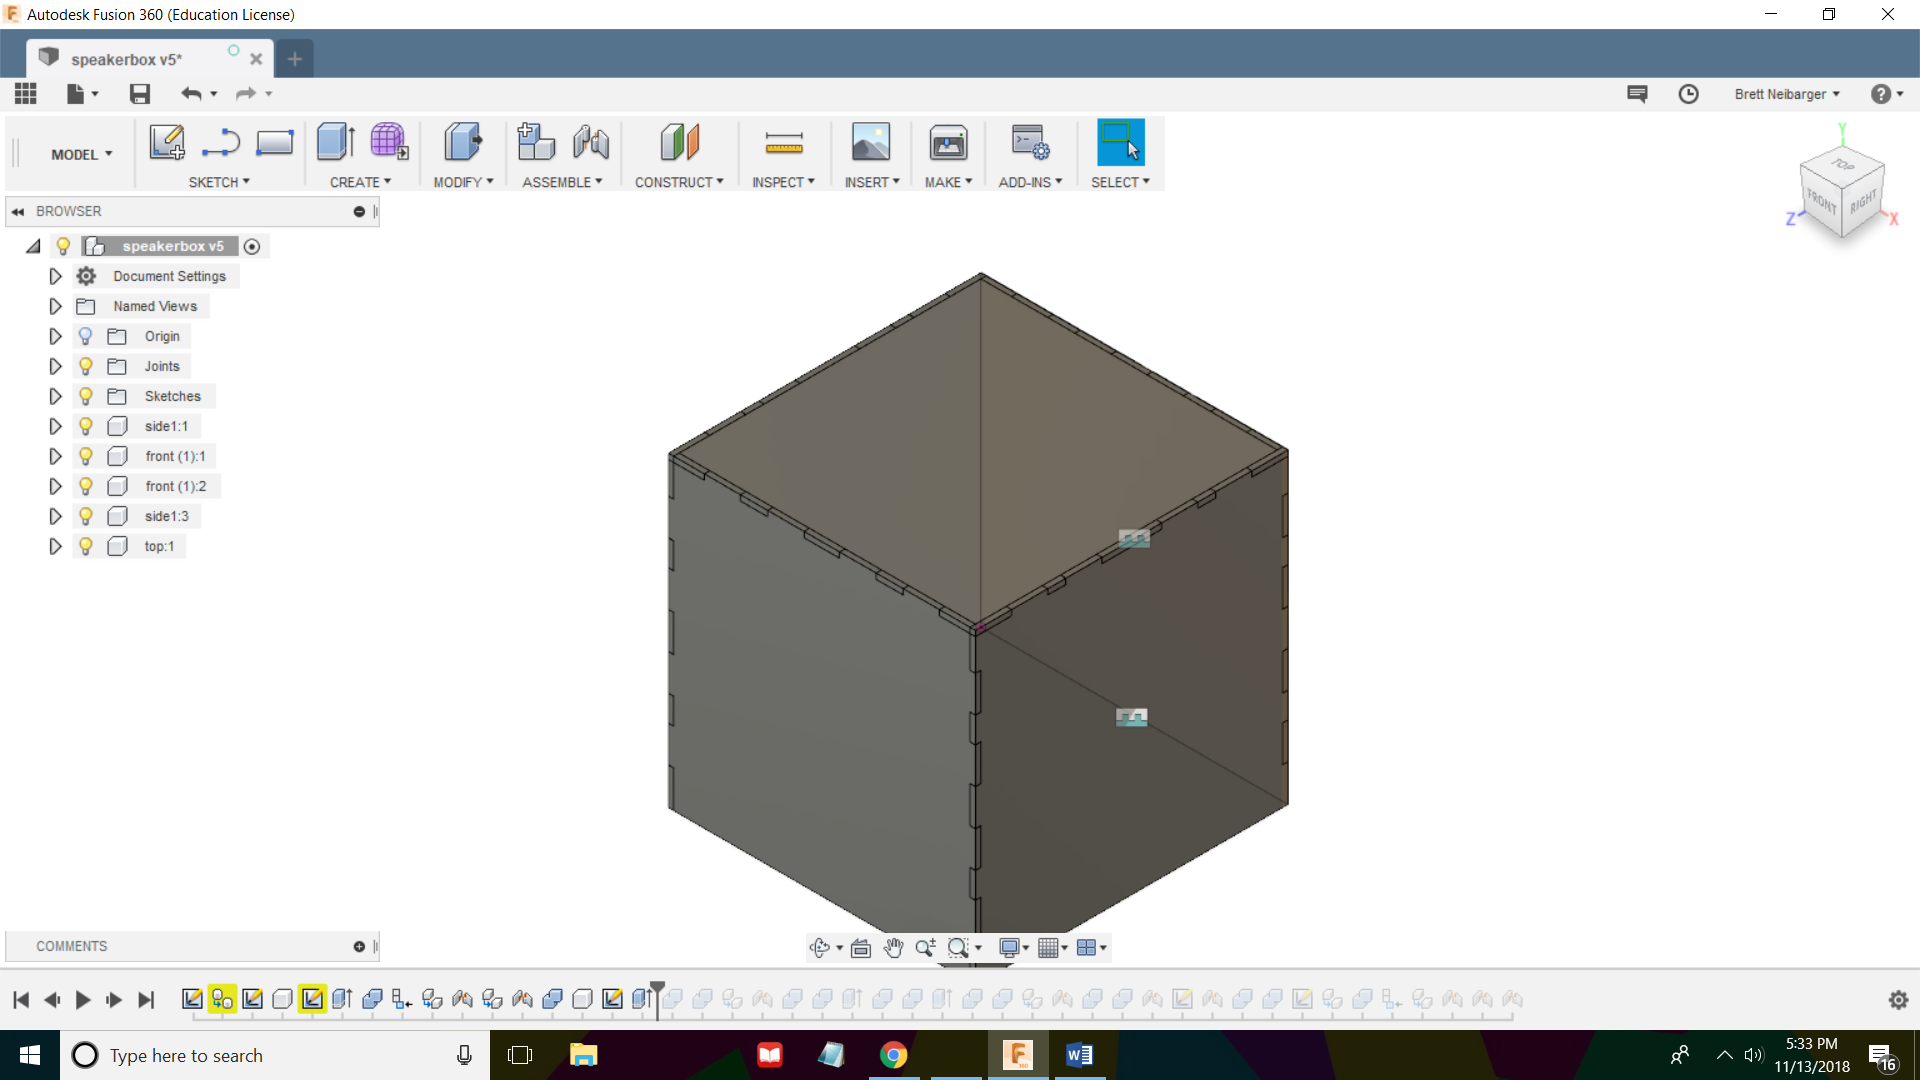 Autodesk Fusion 360 (Education License)
speakerbox v5*
Brett Neibarger
MODEL
SKETCH
CREATE
MODIFY
ASSEMBLE
CONSTRUCT
INSPECT
INSERT
MAKE
ADD-INS
SELECT
Y
TOP
FRONT
RIGHT
Z
X
BROWSER
speakerbox v5
Document Settings
Named Views
Origin
Joints
Sketches
side1:1
front (1):1
front (1):2
side1:3
top:1
COMMENTS
Type here to search
5:33 PM
11/13/2018
16